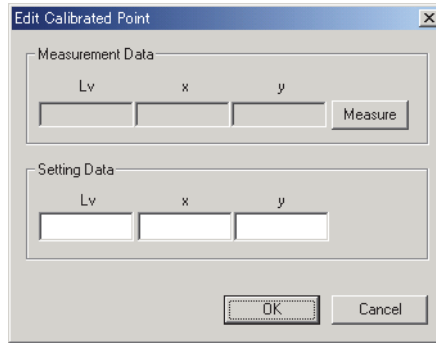 Edit Calibrated Point
Measurement Data
Lv x y
Measure
Setting Data
Lv x y
OK Cancel